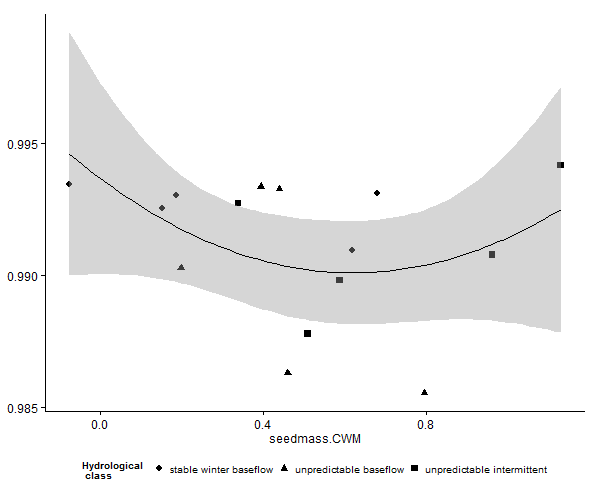 0.995
0.990
0.985
0.0 0.4 0.8
seedmass.CWM
Hydrological
class
stable winter baseflow unpredictable baseflow unpredictable intermittent